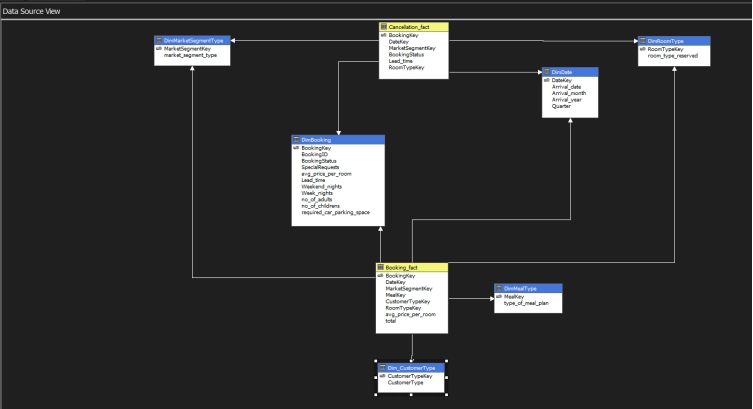 Data Source View
Cancellation_fact
BookingKey
DateKey
MarketSegmentKey
BookingStatus
Lead_time
RoomTypeKey
DimMarketSegmentType
MarketSegmentKey
market_segment_type
DimRoomType
RoomTypeKey
room_type_reserved
DimDate
DateKey
Arrival_date
Arrival_month
Arrival_year
Quarter
DimBooking
BookingKey
BookingID
BookingStatus
SpecialRequests
avg_price_per_room
Lead_time
Weekend_nights
Week_nights
no_of_adults
no_of_childrens
required_car_parking_space
Booking_fact
BookingKey
DateKey
MarketSegmentKey
MealKey
CustomerTypeKey
RoomTypeKey
avg_price_per_room
total
DimMealType
MealKey
type_of_meal_plan
Dim_CustomerType
CustomerTypeKey
CustomerType